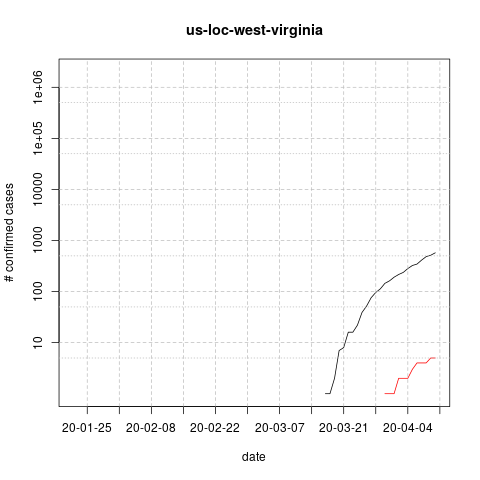 us-loc-west-virginia
# confirmed cases
1e+06
1e+05
10000
1000
100
10
20-01-25
20-02-08
20-02-22
20-03-07
20-03-21
20-04-04
date